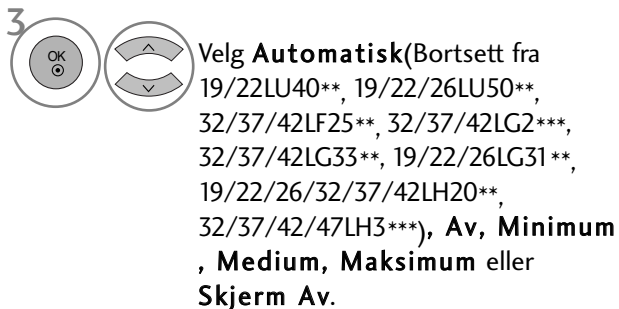 3
OK
Velg Automatisk(Bortsett fra
19/22LU40**, 19/22/26LU50**,
32/37/42LF25**, 32/37/42LG2***,
32/37/42LG33**, 19/22/26LG31**,
19/22/26/32/37/42LH20**,
32/37/42/47LH3***), Av, Minimum
, Medium, Maksimum eller
Skjerm Av.